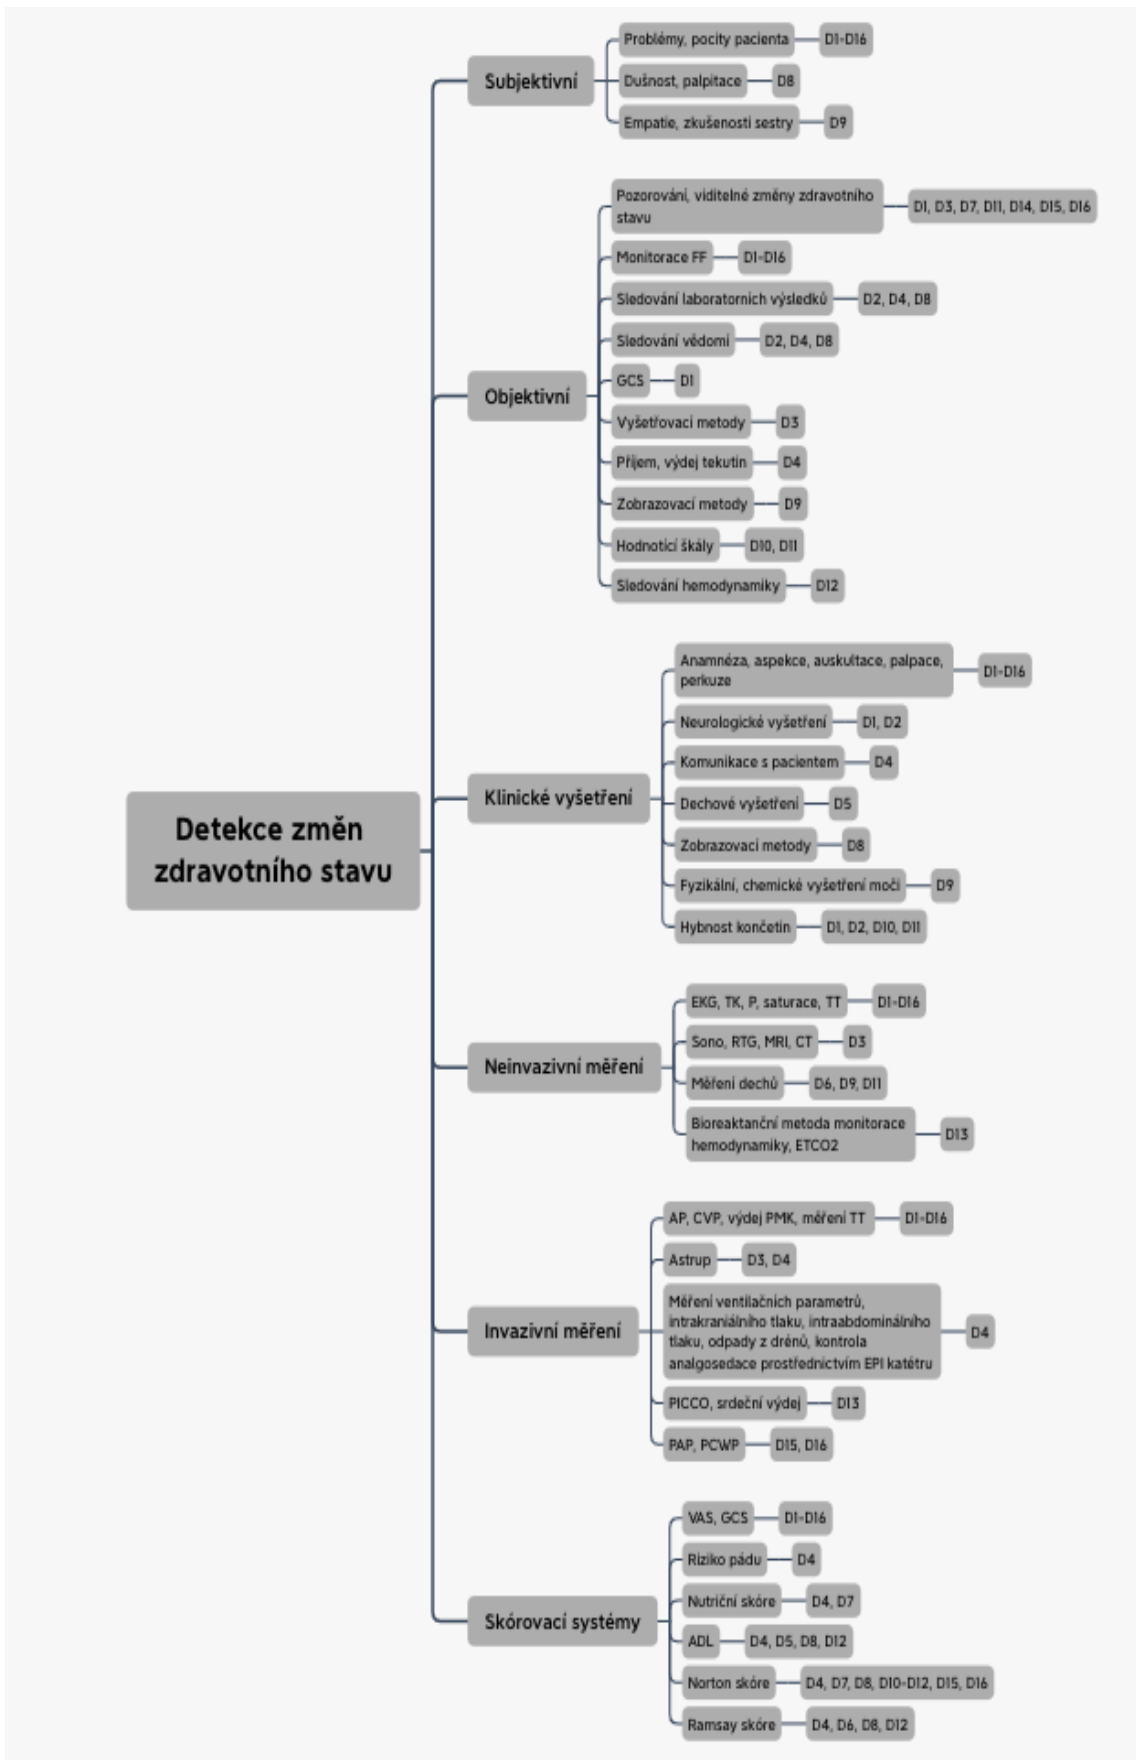 Detekce změn
zdravotního stavu
Subjektivní
Problémy, pocity pacienta
D1-D16
Dušnost, palpitace
D8
Empatie, zkušenosti sestry
D9
Objektivní
Pozorování, viditelné změny zdravotního
stavu
D1, D3, D7, D11, D14, D15, D16
Monitorace FF
D1-D16
Sledování laboratorních výsledků
D2, D4, D8
Sledování vědomí
D2, D4, D8
GCS
D1
Vyšetřovací metody
D3
Příjem, výdej tekutin
D4
Zobrazovací metody
D9
Hodnotící škály
D10, D11
Sledování hemodynamiky
D12
Klinické vyšetření
Anamnéza, aspekce, auskultace, palpace,
perkuze
D1-D16
Neurologické vyšetření
D1, D2
Komunikace s pacientem
D4
Dechové vyšetření
D5
Zobrazovací metody
D8
Fyzikální, chemické vyšetření moči
D9
Hybnost končetin
D1, D2, D10, D11
Neinvazivní měření
EKG, TK, P, saturace, TT
D1-D16
Sono, RTG, MRI, CT
D3
Měření dechů
D6, D9, D11
Bioreaktanční metoda monitorace
hemodynamiky, ETCO2
D13
Invazivní měření
AP, CVP, výdej PMK, měření TT
D1-D16
Astrup
D3, D4
Měření ventilačních parametrů,
intrakraniálního tlaku, intraabdominálního
tlaku, odpady z drénů, kontrola
analgosedace prostřednictvím EPI katétru
D4
PICCO, srdeční výdej
D13
PAP, PCWP
D15, D16
Skórovací systémy
VAS, GCS
D1-D16
Riziko pádu
D4
Nutriční skóre
D4, D7
ADL
D4, D5, D8, D12
Norton skóre
D4, D7, D8, D10-D12, D15, D16
Ramsay skóre
D4, D6, D8, D12